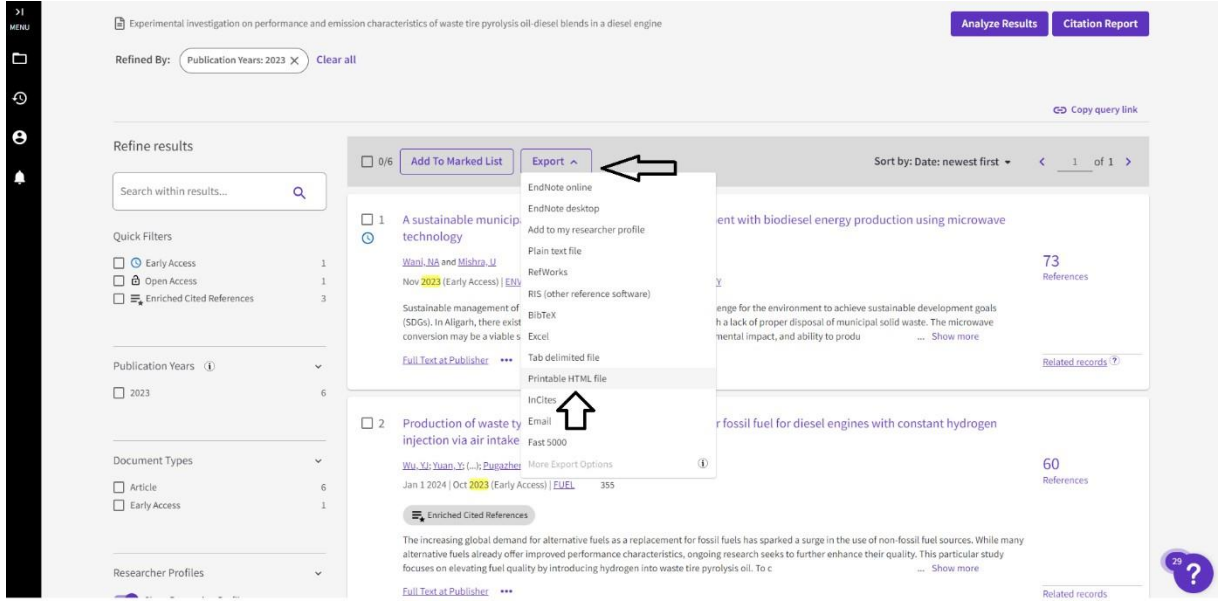 MENU
Experimental investigation on performance and emission characteristics of waste tire pyrolysis oil-diesel blends in a diesel engine
Analyze Results
Citation Report
Refined By: Publication Years: 2023 Clear all
Copy query link
Refine results
Search within results...
Quick Filters
Early Access 1
Open Access 1
Enriched Cited References 3
Publication Years
2023 6
Document Types
Article 6
Early Access 1
Researcher Profiles
0/6 Add To Marked List Export Sort by: Date: newest first 1 of 1
EndNote online
EndNote desktop
Add to my researcher profile
Plain text file
RefWorks
RIS (other reference software)
BibTeX
Excel
Tab delimited file
Printable HTML file
InCites
Email
Fast 5000
More Export Options
1 A sustainable municip ent with biodiesel energy production using microwave
technology
Wani, NA and Mishra, U
Nov 2023 (Early Access) | ENV Y
Sustainable management of enge for the environment to achieve sustainable development goals
(SDGs). In Aligarh, there exist h a lack of proper disposal of municipal solid waste. The microwave
conversion may be a viable s mental impact, and ability to produ ... Show more
Full Text at Publisher
73
References
Related records ?
2 Production of waste ty r fossil fuel for diesel engines with constant hydrogen
injection via air intake
Wu, YJ; Yuan, Y; (...); Pugazhen
Jan 1 2024 | Oct 2023 (Early Access) | FUEL 355
Enriched Cited References
The increasing global demand for alternative fuels as a replacement for fossil fuels has sparked a surge in the use of non-fossil fuel sources. While many
alternative fuels already offer improved performance characteristics, ongoing research seeks to further enhance their quality. This particular study
focuses on elevating fuel quality by introducing hydrogen into waste tire pyrolysis oil. To c ... Show more
Full Text at Publisher
60
References
Related records
29
?